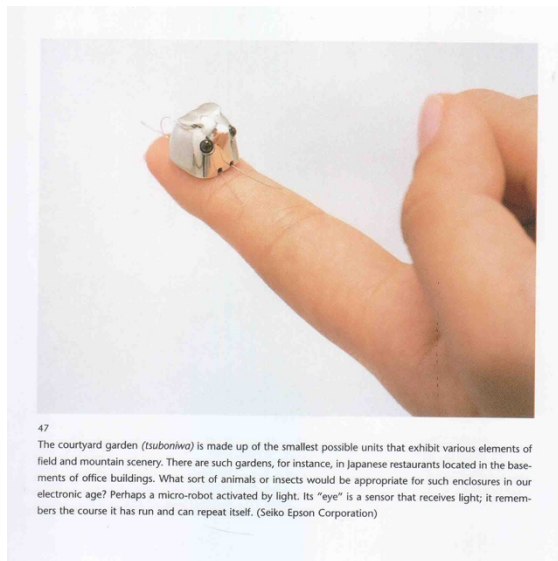 47
The courtyard garden (tsuboniwa) is made up of the smallest possible units that exhibit various elements of
field and mountain scenery. There are such gardens, for instance, in Japanese restaurants located in the base-
ments of office buildings. What sort of animals or insects would be appropriate for such enclosures in our
electronic age? Perhaps a micro-robot activated by light. Its "eye" is a sensor that receives light; it remem-
bers the course it has run and can repeat itself. (Seiko Epson Corporation)